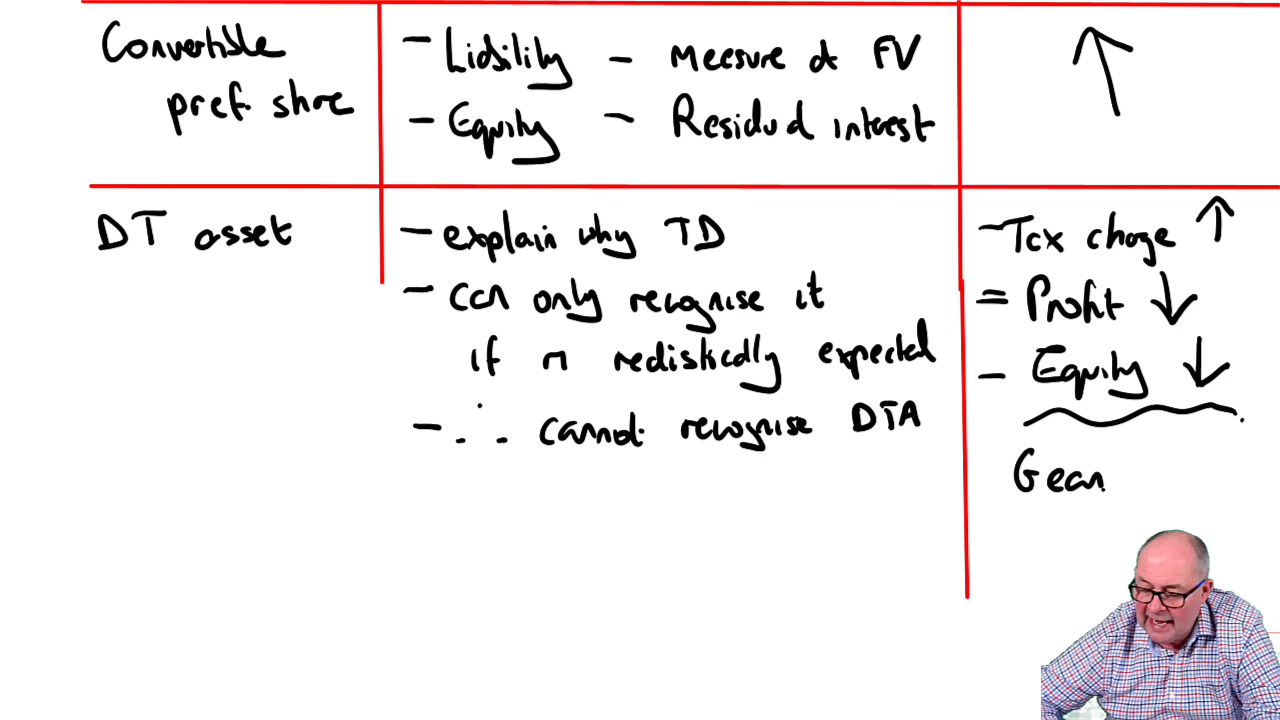 Convertible
pref. share
- Liability - Measure at FV
- Equity - Residual interest
↑
DT asset
- explain why TD
- can only recognise it
if realistically expected
- ∴ cannot recognise DTA
- Tax charge ↑
= Profit ↓
- Equity ↓
Gear